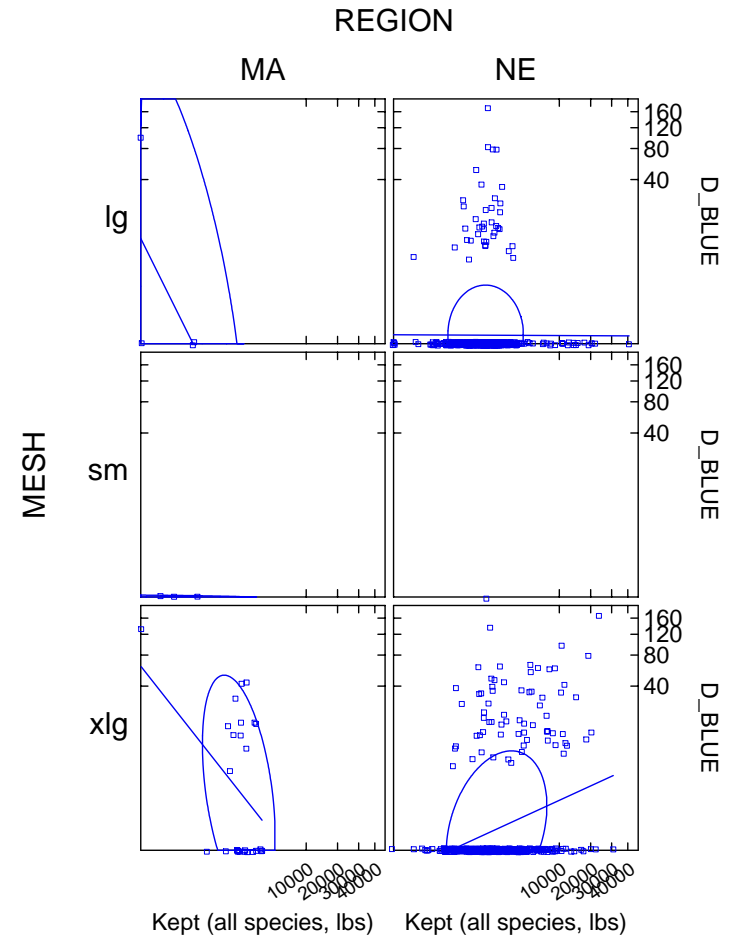 REGION
MA NE
160
120
80
40
lg
D_BLUE
160
120
80
40
MESH
sm
D_BLUE
160
120
80
40
xlg
D_BLUE
10000 20000 30000 40000 10000 20000 30000 40000
Kept (all species, lbs) Kept (all species, lbs)